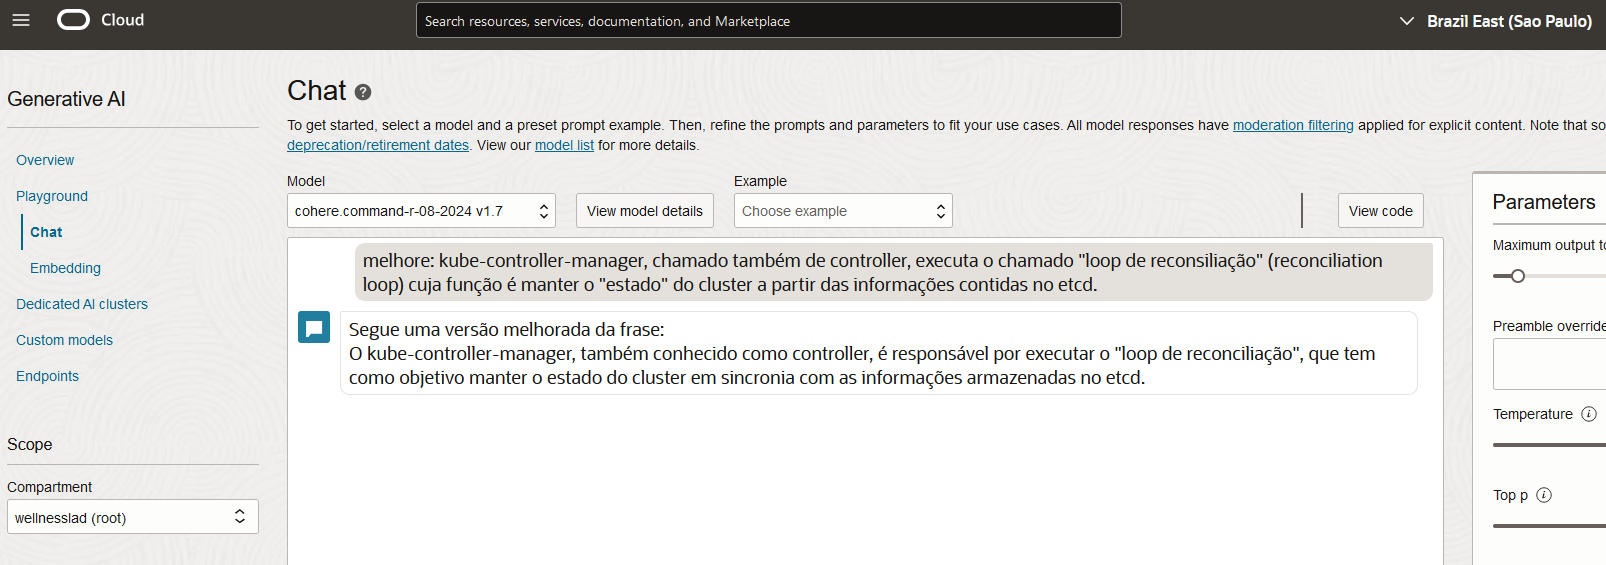 Cloud
Search resources, services, documentation, and Marketplace
Brazil East (Sao Paulo)
Generative AI
Overview
Playground
Chat
Embedding
Dedicated AI clusters
Custom models
Endpoints
Scope
Compartment
wellnesslad (root)
Chat
To get started, select a model and a preset prompt example. Then, refine the prompts and parameters to fit your use cases. All model responses have moderation filtering applied for explicit content. Note that so
deprecation/retirement dates. View our model list for more details.
Model
Example
cohere.command-r-08-2024 v1.7
View model details
Choose example
View code
melhore: kube-controller-manager, chamado também de controller, executa o chamado "loop de reconsiliação" (reconciliation
loop) cuja função é manter o "estado" do cluster a partir das informações contidas no etcd.
Segue uma versão melhorada da frase:
O kube-controller-manager, também conhecido como controller, é responsável por executar o "loop de reconciliação", que tem
como objetivo manter o estado do cluster em sincronia com as informações armazenadas no etcd.
Parameters
Maximum output to
Preamble override
Temperature
Top p